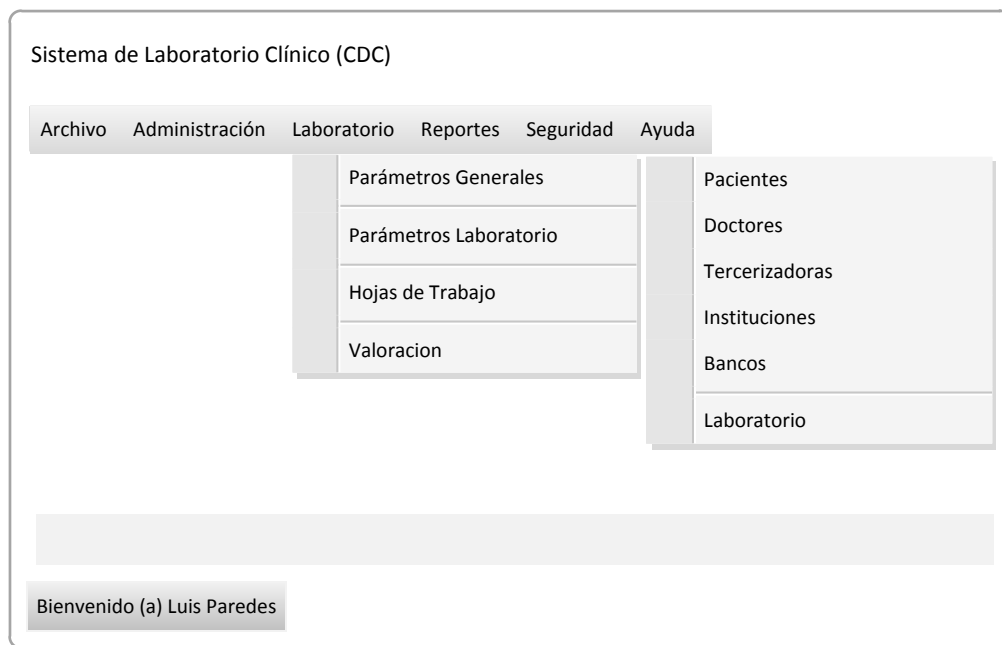 Sistema de Laboratorio Clínico (CDC)
Archivo Administración Laboratorio Reportes Seguridad Ayuda
Parámetros Generales
Parámetros Laboratorio
Hojas de Trabajo
Valoracion
Pacientes
Doctores
Tercerizadoras
Instituciones
Bancos
Laboratorio
Bienvenido (a) Luis Paredes